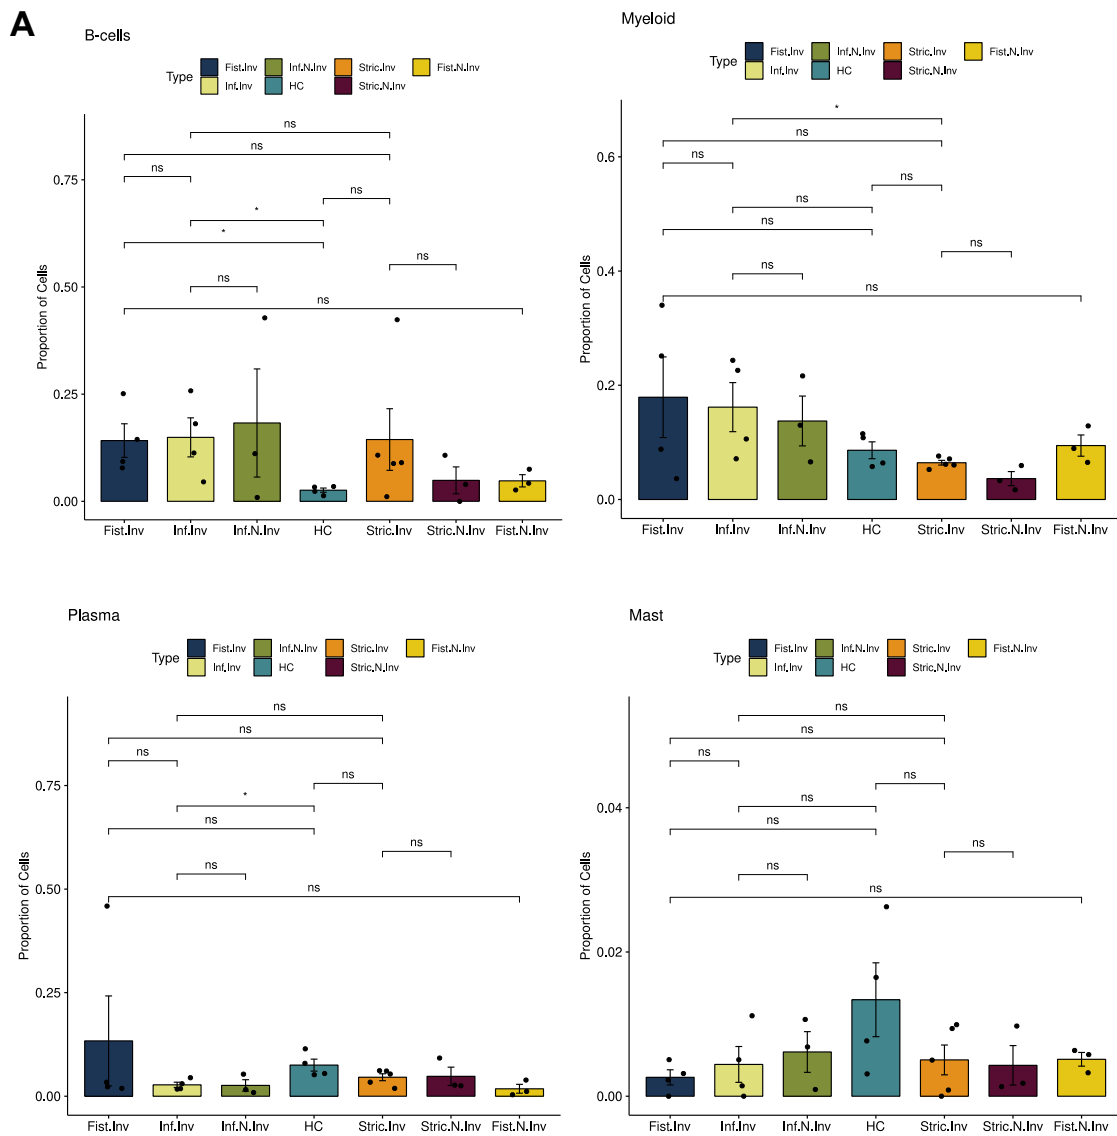 A
B-cells
Type
Fist.Inv
Inf.N.Inv
Stric.Inv
Fist.N.Inv
Inf.Inv
HC
Stric.N.Inv
ns
ns
ns
ns
*
*
ns
ns
ns
0.75
0.50
0.25
0.00
Proportion of Cells
Fist.Inv Inf.Inv Inf.N.Inv HC Stric.Inv Stric.N.Inv Fist.N.Inv
Myeloid
Type
Fist.Inv
Inf.N.Inv
Stric.Inv
Fist.N.Inv
Inf.Inv
HC
Stric.N.Inv
*
ns
ns
ns
ns
ns
ns
ns
ns
0.6
0.4
0.2
0.0
Proportion of Cells
Fist.Inv Inf.Inv Inf.N.Inv HC Stric.Inv Stric.N.Inv Fist.N.Inv
Plasma
Type
Fist.Inv
Inf.N.Inv
Stric.Inv
Fist.N.Inv
Inf.Inv
HC
Stric.N.Inv
ns
ns
ns
ns
*
ns
ns
ns
ns
0.75
0.50
0.25
0.00
Proportion of Cells
Fist.Inv Inf.Inv Inf.N.Inv HC Stric.Inv Stric.N.Inv Fist.N.Inv
Mast
Type
Fist.Inv
Inf.N.Inv
Stric.Inv
Fist.N.Inv
Inf.Inv
HC
Stric.N.Inv
ns
ns
ns
ns
ns
ns
ns
ns
ns
0.04
0.02
0.00
Proportion of Cells
Fist.Inv Inf.Inv Inf.N.Inv HC Stric.Inv Stric.N.Inv Fist.N.Inv